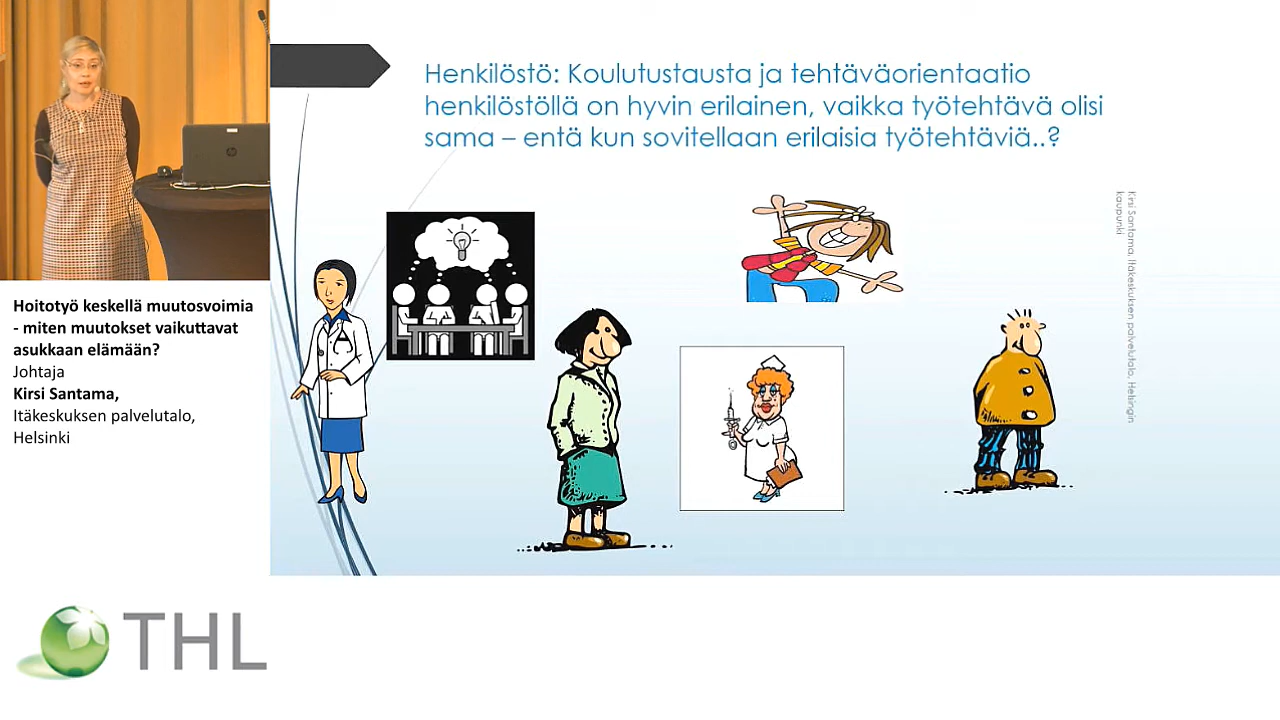 Henkilöstö: Koulutustausta ja tehtäväorientaatio
henkilöstöllä on hyvin erilainen, vaikka työtehtävä olisi
sama – entä kun sovitellaan erilaisia työtehtäviä..?
Kirsi Santama, Itäkeskuksen palvelutalo, Helsingin
kaupunki
Hoitotyö keskellä muutosvoimia
- miten muutokset vaikuttavat
asukkaan elämään?
Johtaja
Kirsi Santama,
Itäkeskuksen palvelutalo,
Helsinki
THL
hp